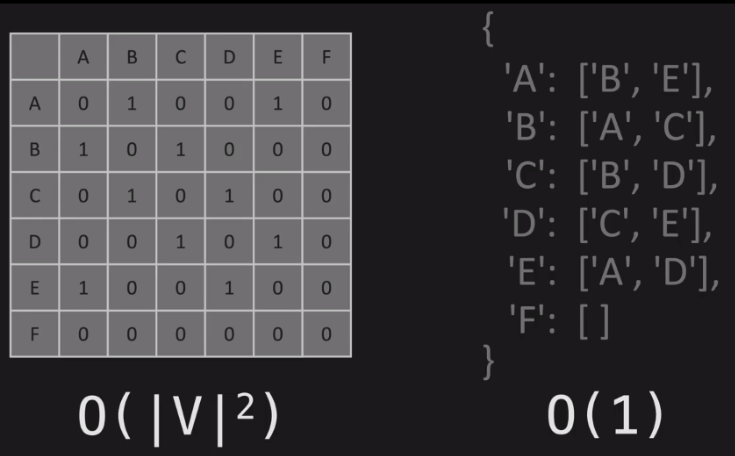 A B C D E F
A 0 1 0 0 1 0
B 1 0 1 0 0 0
C 0 1 0 1 0 0
D 0 0 1 0 1 0
E 1 0 0 1 0 0
F 0 0 0 0 0 0
O(|V|²)
{
'A': ['B', 'E'],
'B': ['A', 'C'],
'C': ['B', 'D'],
'D': ['C', 'E'],
'E': ['A', 'D'],
'F': [ ]
}
O(1)